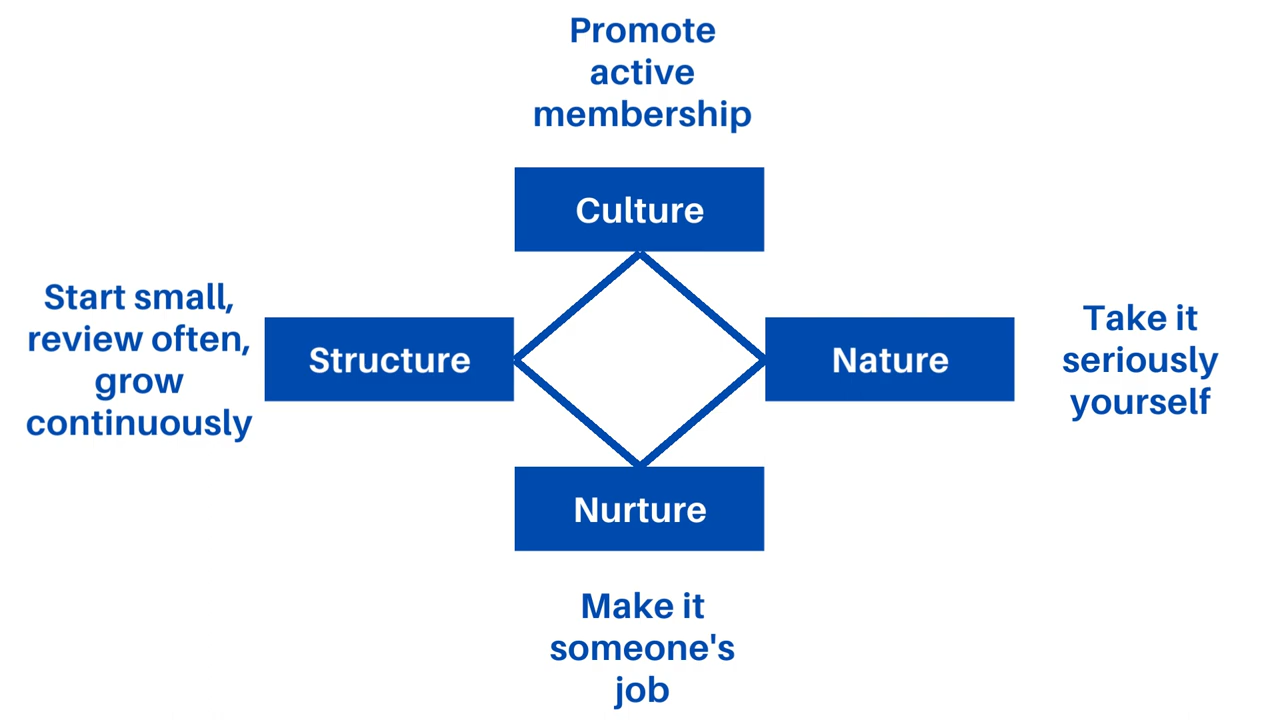 Promote
active
membership
Culture
Start small,
review often,
grow
continuously
Structure
Nature
Take it
seriously
yourself
Nurture
Make it
someone's
job